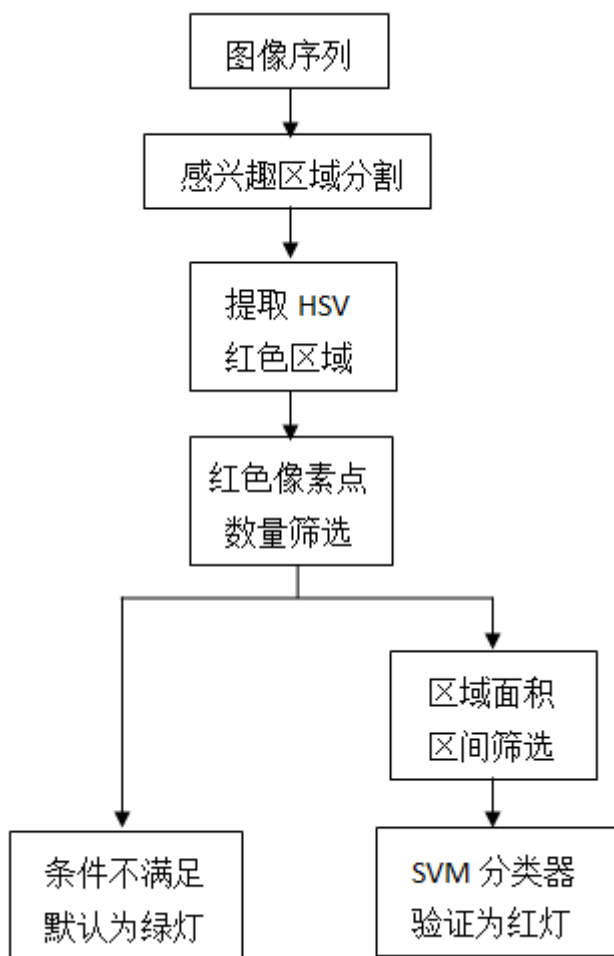 图像序列
感兴趣区域分割
提取 HSV
红色区域
红色像素点
数量筛选
区域面积
区间筛选
条件不满足
默认为绿灯
SVM 分类器
验证为红灯